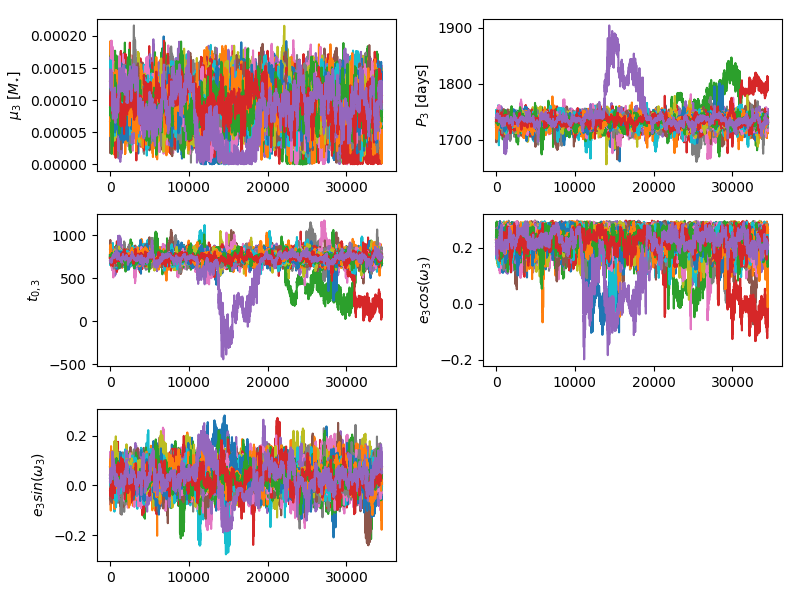 μ₃ [M⋆]
0.00020
0.00015
0.00010
0.00005
0.00000
0 10000 20000 30000
P₃ [days]
1900
1800
1700
0 10000 20000 30000
t₀,₃
1000
500
0
−500
0 10000 20000 30000
e₃cos(ω₃)
0.2
0.0
−0.2
0 10000 20000 30000
e₃sin(ω₃)
0.2
0.0
−0.2
0 10000 20000 30000